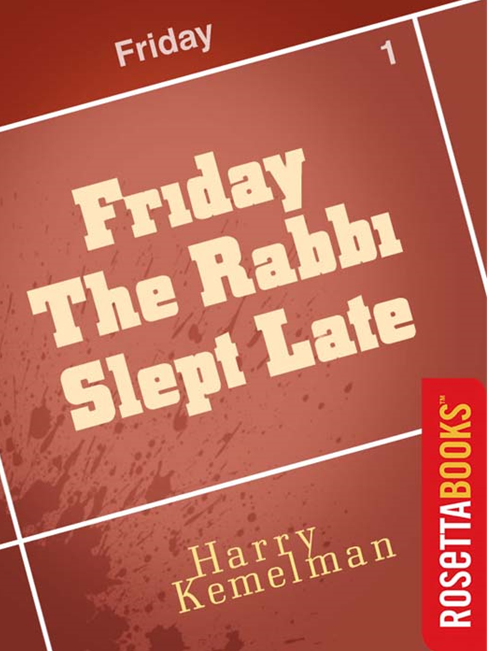 Friday
1
Friday
The Rabbi
Slept Late
Harry
Kemelman
ROSETTABOOKS™